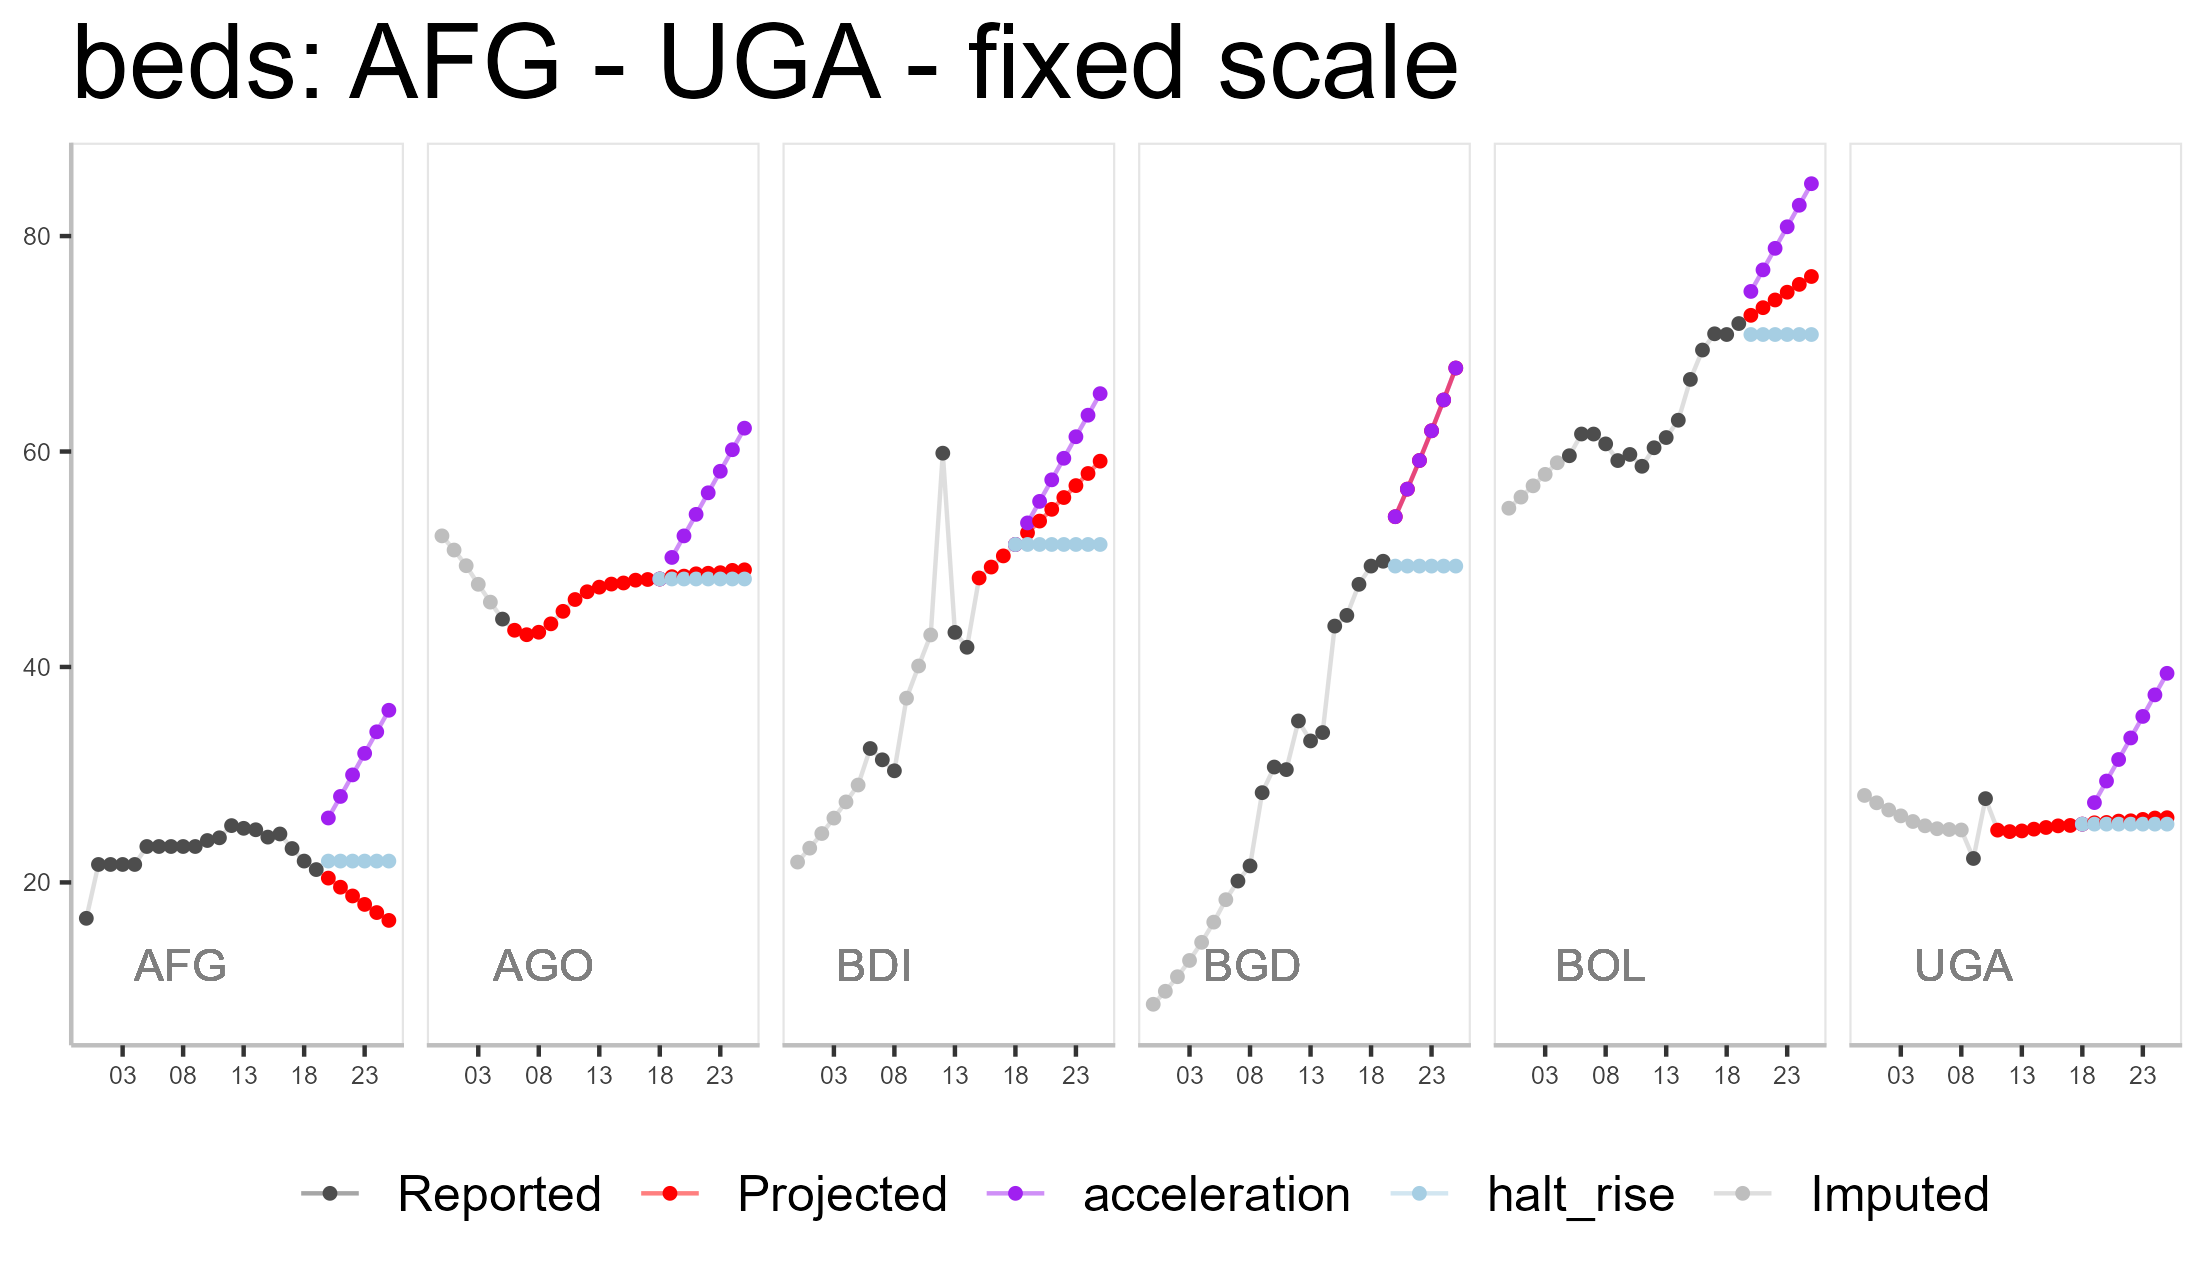 beds: AFG - UGA - fixed scale
80
60
40
20
AFG AGO BDI BGD BOL UGA
03 08 13 18 23 03 08 13 18 23 03 08 13 18 23 03 08 13 18 23 03 08 13 18 23 03 08 13 18 23
Reported Projected acceleration halt_rise Imputed